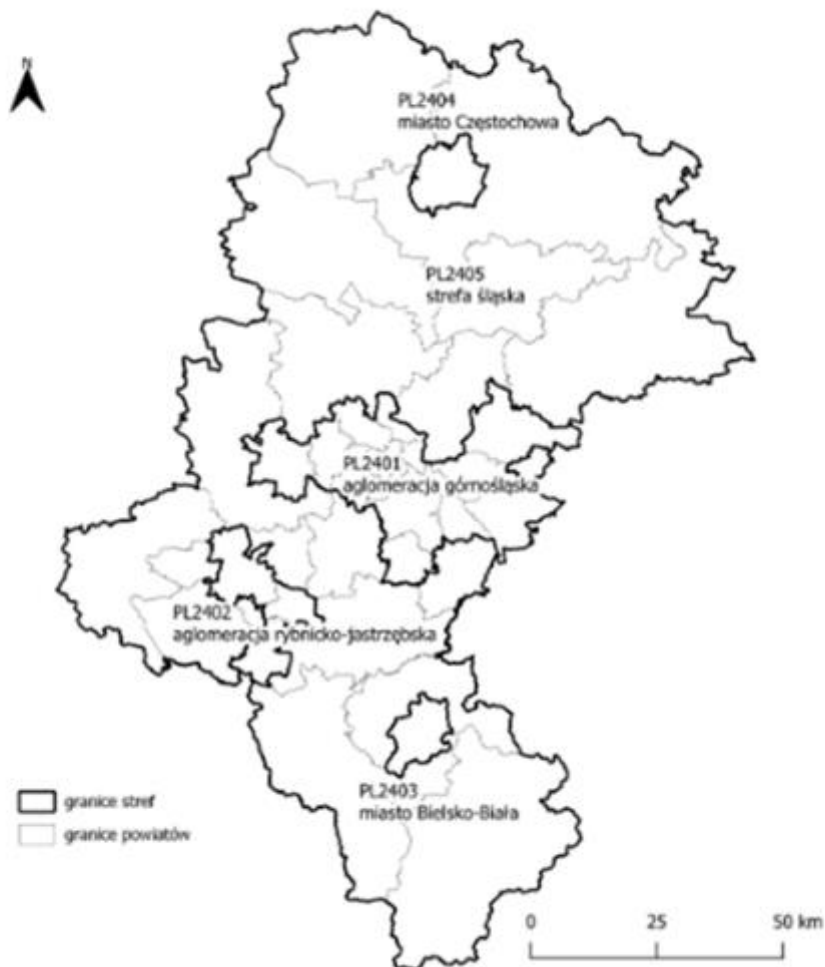 N
PL2404
miasto Częstochowa
PL2405
strefa śląska
PL2401
aglomeracja górnośląska
PL2402
aglomeracja rybnicko-jastrzębska
PL2403
miasto Bielsko-Biała
granice stref
granice powiatów
0 25 50 km